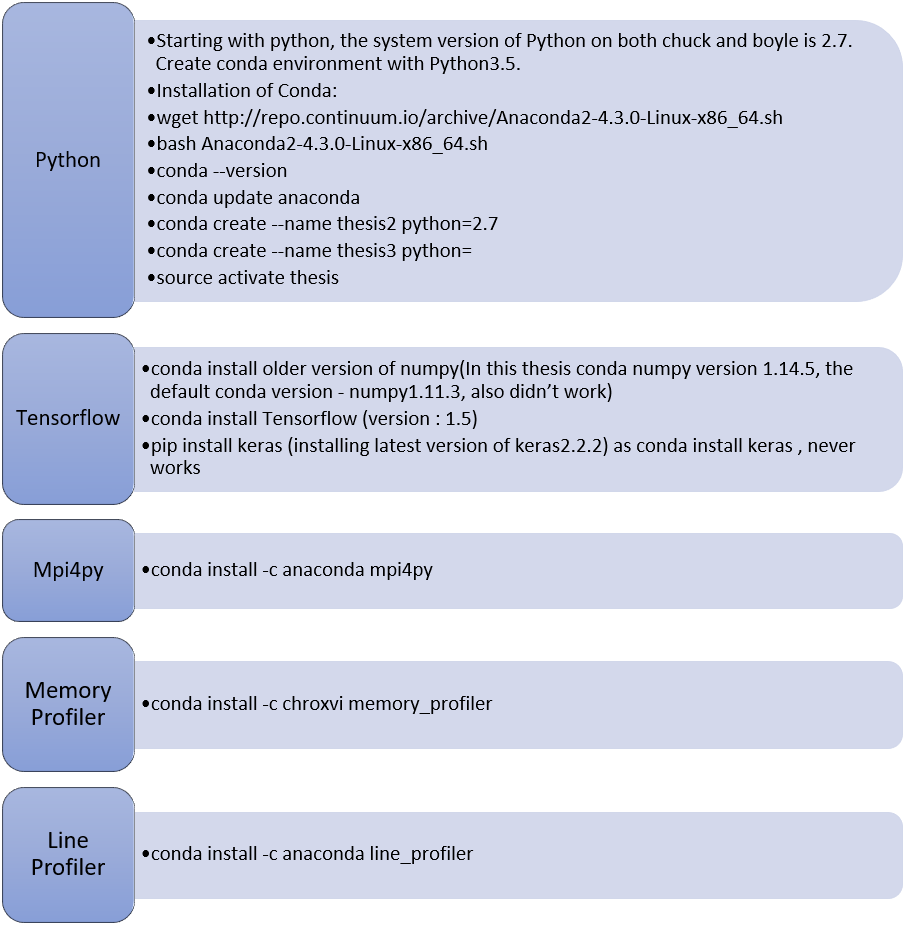 Python
•Starting with python, the system version of Python on both chuck and boyle is 2.7.
Create conda environment with Python3.5.
•Installation of Conda:
•wget http://repo.continuum.io/archive/Anaconda2-4.3.0-Linux-x86_64.sh
•bash Anaconda2-4.3.0-Linux-x86_64.sh
•conda --version
•conda update anaconda
•conda create --name thesis2 python=2.7
•conda create --name thesis3 python=
•source activate thesis
Tensorflow
•conda install older version of numpy(In this thesis conda numpy version 1.14.5, the
default conda version - numpy1.11.3, also didn’t work)
•conda install Tensorflow (version : 1.5)
•pip install keras (installing latest version of keras2.2.2) as conda install keras , never
works
Mpi4py
•conda install -c anaconda mpi4py
Memory
Profiler
•conda install -c chroxvi memory_profiler
Line
Profiler
•conda install -c anaconda line_profiler